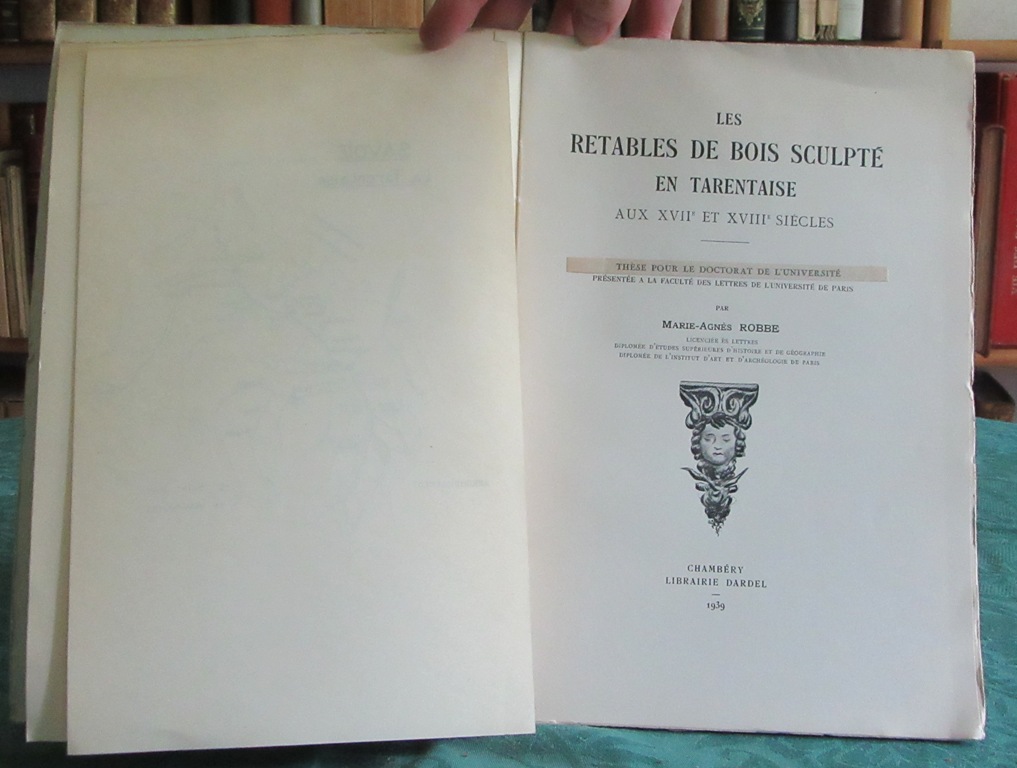 LES
RETABLES DE BOIS SCULPTÉ
EN TARENTAISE
AUX XVIIe ET XVIIIe SIÈCLES
THÈSE POUR LE DOCTORAT DE L'UNIVERSITÉ
PRÉSENTÉE A LA FACULTÉ DES LETTRES DE L'UNIVERSITÉ DE PARIS
PAR
MARIE-AGNÈS ROBBE
LICENCIÉE ÈS LETTRES
DIPLOMÉE D'ÉTUDES SUPÉRIEURES D'HISTOIRE ET DE GÉOGRAPHIE
DIPLOMÉE DE L'INSTITUT D'ART ET D'ARCHÉOLOGIE DE PARIS
CHAMBÉRY
LIBRAIRIE DARDEL
1939